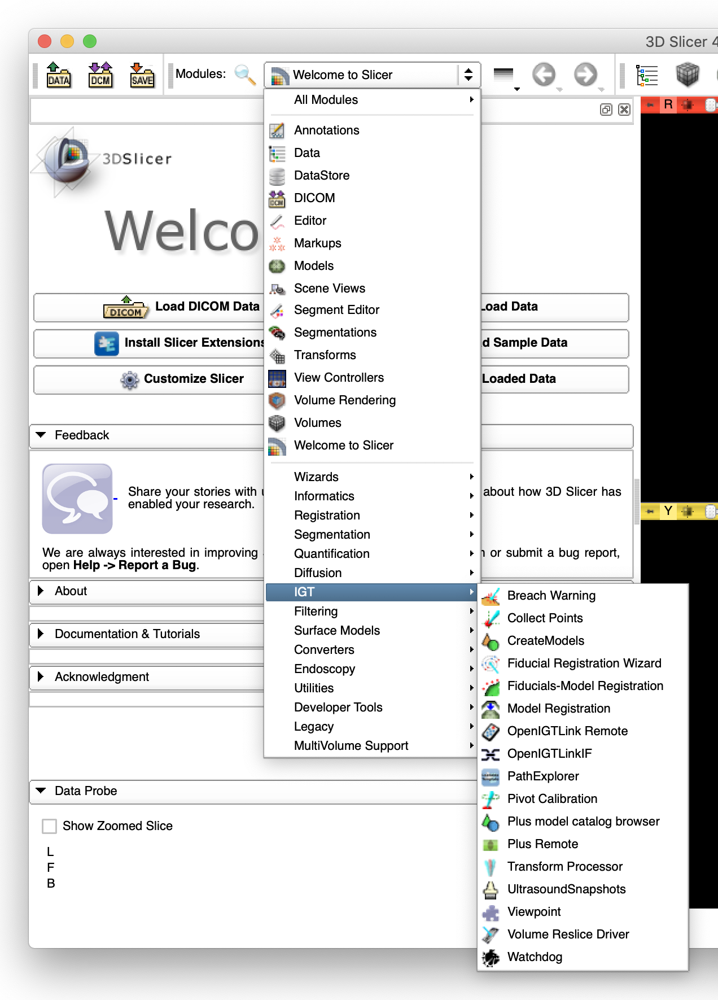 3D Slicer 4
DATA
DCM
SAVE
Modules:
Welcome to Slicer
R
3DSlicer
Welco
Load DICOM Data
DICOM
Load Data
Install Slicer Extensions
d Sample Data
Customize Slicer
Loaded Data
Feedback
Share your stories with
about how 3D Slicer has
enabled your research.
We are always interested in improving
or submit a bug report,
open Help -> Report a Bug.
About
Documentation & Tutorials
Acknowledgment
Data Probe
Show Zoomed Slice
L
F
B
Y
All Modules
Annotations
Data
DataStore
DICOM
Editor
Markups
Models
Scene Views
Segment Editor
Segmentations
Transforms
View Controllers
Volume Rendering
Volumes
Welcome to Slicer
Wizards
Informatics
Registration
Segmentation
Quantification
Diffusion
IGT
Filtering
Surface Models
Converters
Endoscopy
Utilities
Developer Tools
Legacy
MultiVolume Support
Breach Warning
Collect Points
CreateModels
Fiducial Registration Wizard
Fiducials-Model Registration
Model Registration
OpenIGTLink Remote
OpenIGTLinkIF
PathExplorer
Pivot Calibration
Plus model catalog browser
Plus Remote
Transform Processor
UltrasoundSnapshots
Viewpoint
Volume Reslice Driver
Watchdog